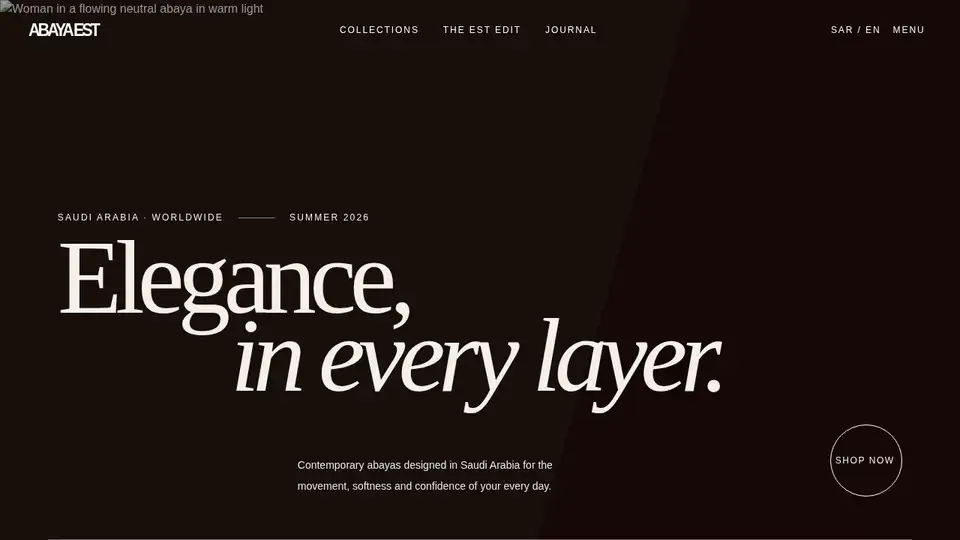 Woman in a flowing neutral abaya in warm light
ABAYA EST
COLLECTIONS THE EST EDIT JOURNAL
SAR / EN MENU
SAUDI ARABIA · WORLDWIDE SUMMER 2026
Elegance,
in every layer.
Contemporary abayas designed in Saudi Arabia for the
movement, softness and confidence of your every day.
SHOP NOW